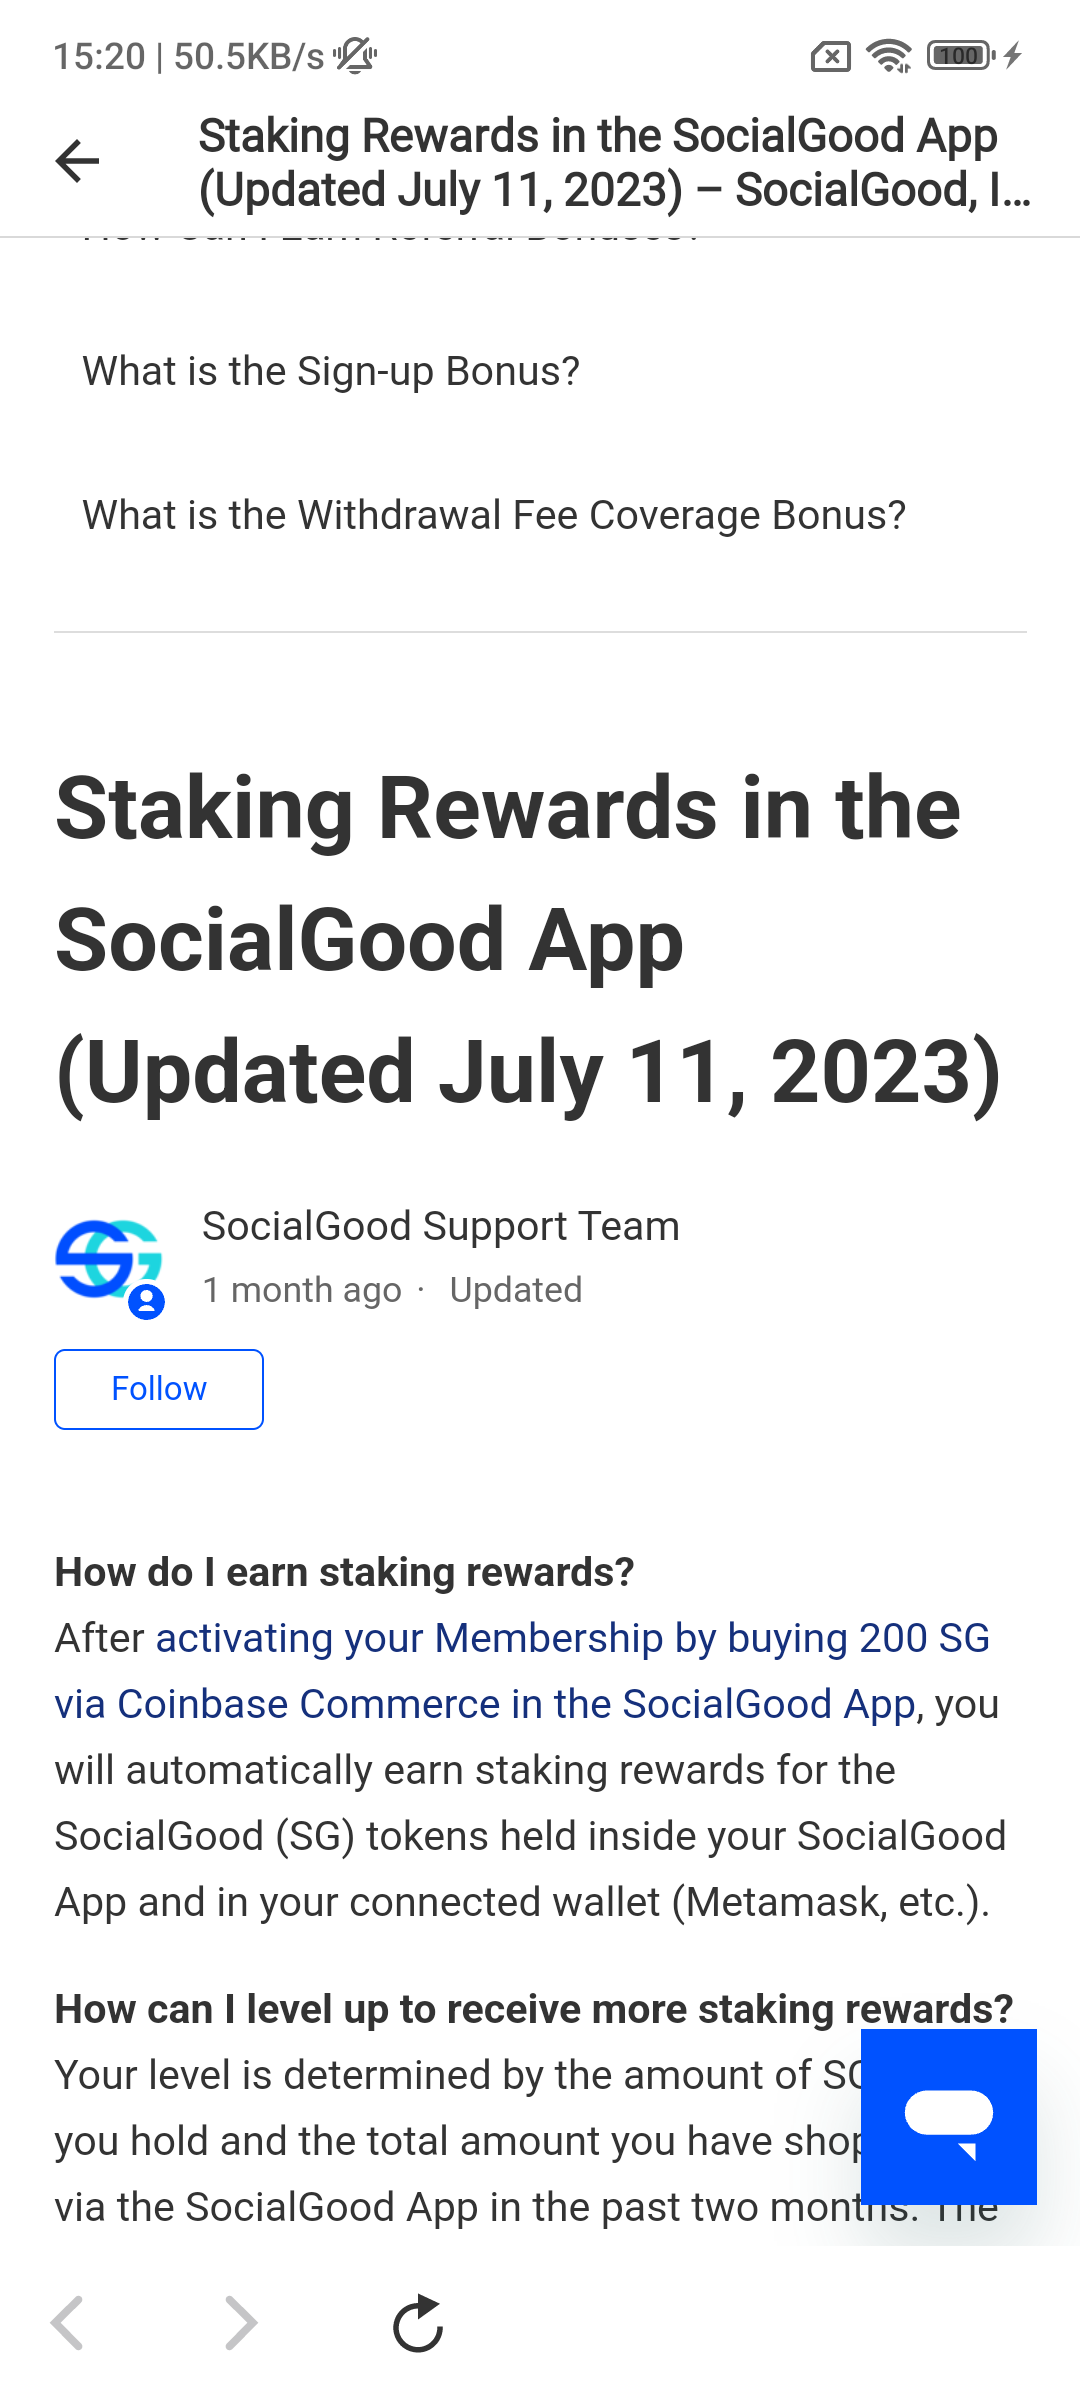 15:20 | 50.5KB/s
100
Staking Rewards in the SocialGood App
(Updated July 11, 2023) – SocialGood, I...
What is the Sign-up Bonus?
What is the Withdrawal Fee Coverage Bonus?
Staking Rewards in the
SocialGood App
(Updated July 11, 2023)
SocialGood Support Team
1 month ago · Updated
Follow
How do I earn staking rewards?
After activating your Membership by buying 200 SG
via Coinbase Commerce in the SocialGood App, you
will automatically earn staking rewards for the
SocialGood (SG) tokens held inside your SocialGood
App and in your connected wallet (Metamask, etc.).
How can I level up to receive more staking rewards?
Your level is determined by the amount of
you hold and the total amount you have
via the SocialGood App in the past two months. The